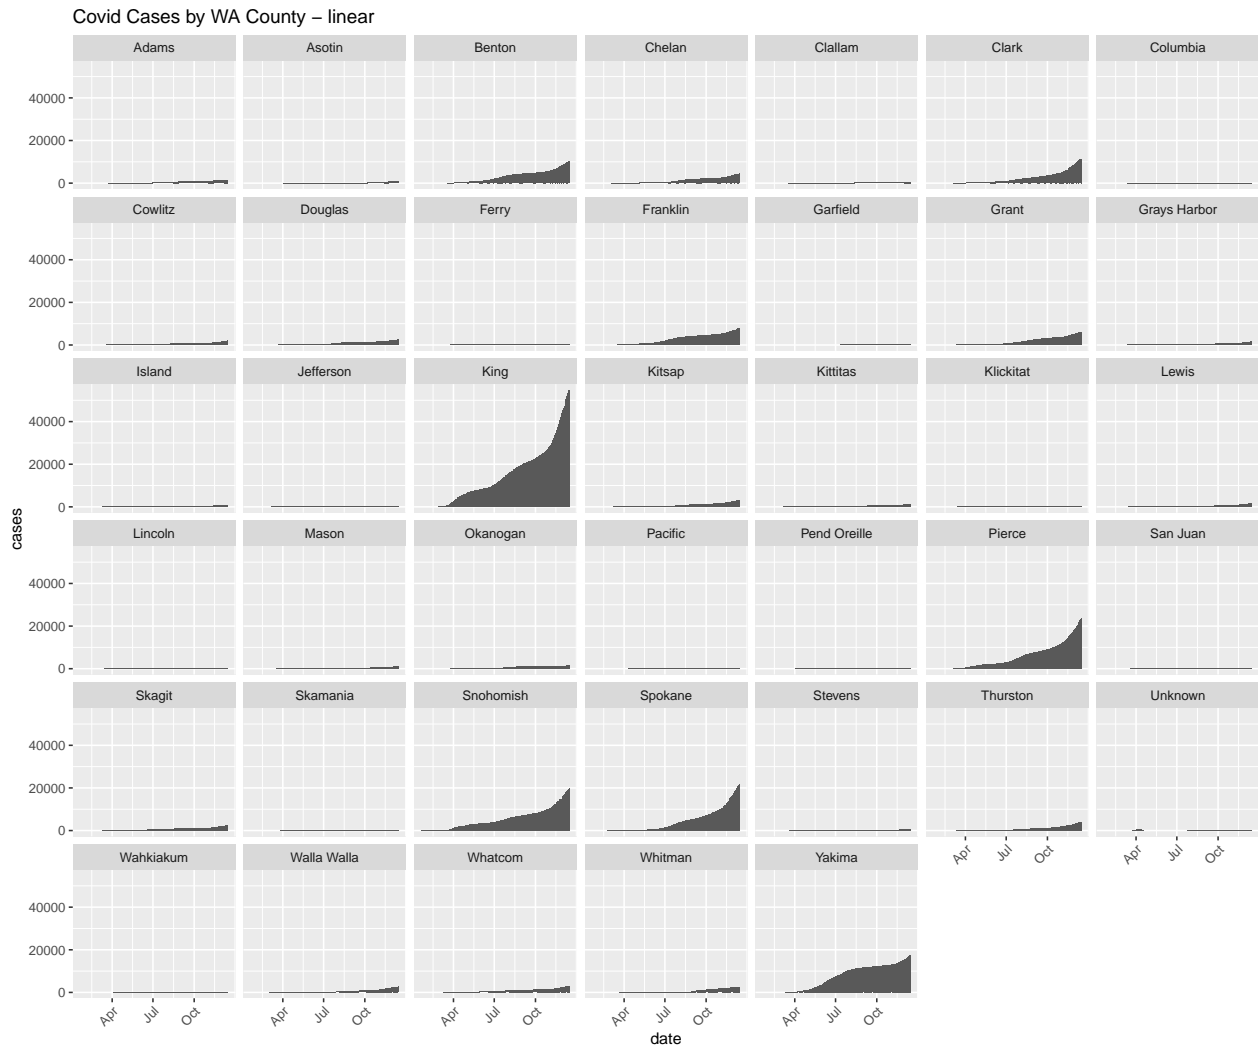 Covid Cases by WA County – linear
Adams Asotin Benton Chelan Clallam Clark Columbia
40000
20000
0
Cowlitz Douglas Ferry Franklin Garfield Grant Grays Harbor
40000
20000
0
Island Jefferson King Kitsap Kittitas Klickitat Lewis
40000
20000
0
cases
Lincoln Mason Okanogan Pacific Pend Oreille Pierce San Juan
40000
20000
0
Skagit Skamania Snohomish Spokane Stevens Thurston Unknown
40000
20000
0
Apr Jul Oct Apr Jul Oct
Wahkiakum Walla Walla Whatcom Whitman Yakima
40000
20000
0
Apr Jul Oct Apr Jul Oct Apr Jul Oct Apr Jul Oct Apr Jul Oct
date